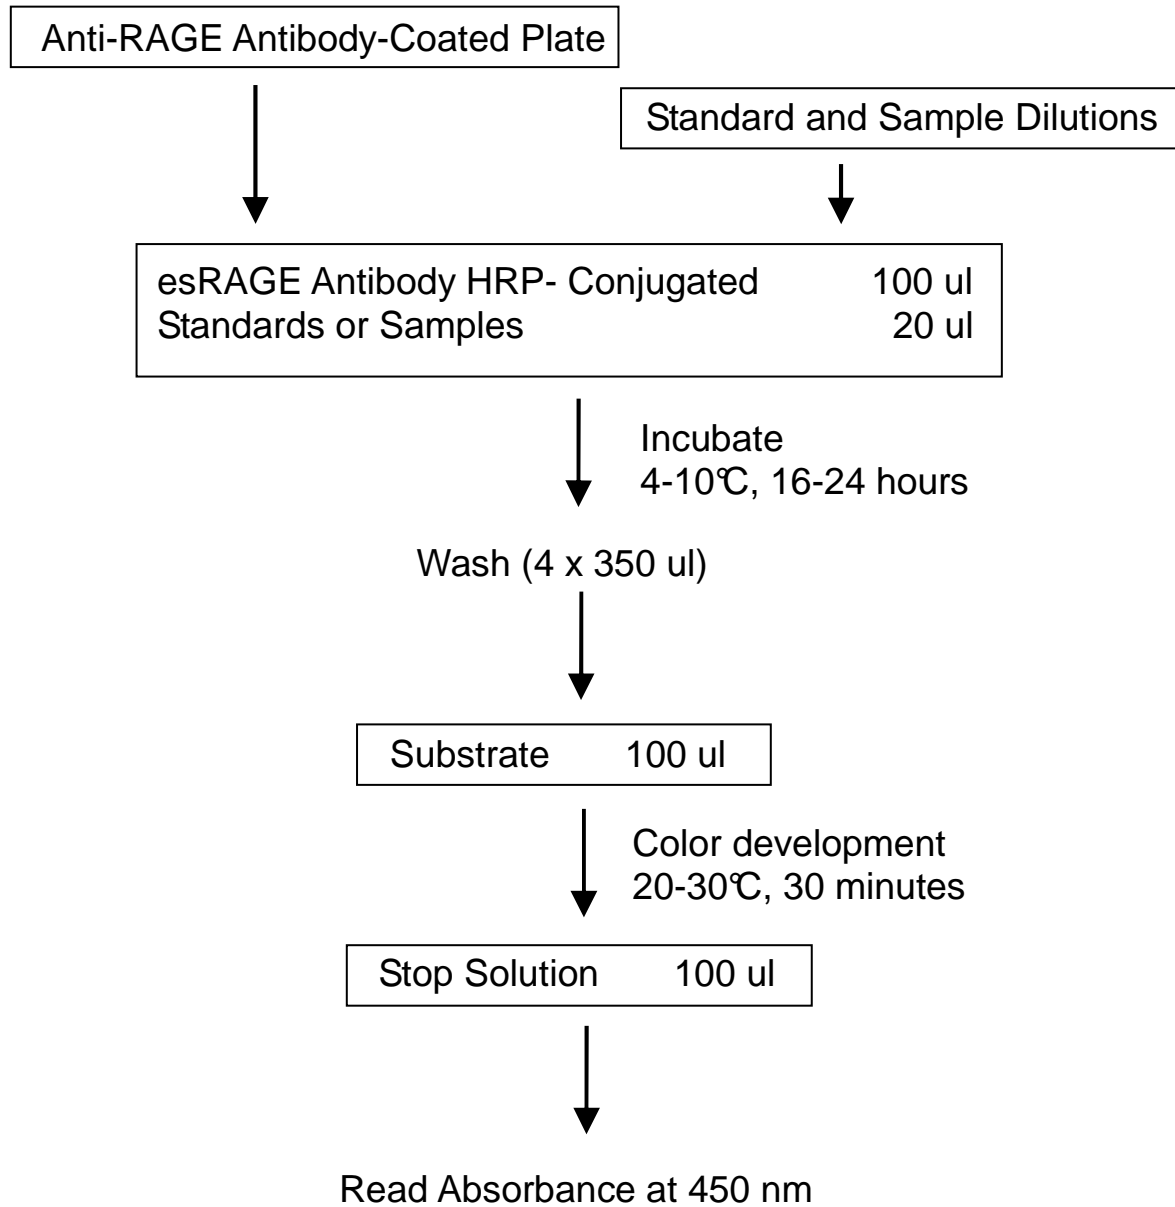 Anti-RAGE Antibody-Coated Plate
Standard and Sample Dilutions
esRAGE Antibody HRP- Conjugated 100 ul
Standards or Samples 20 ul
Incubate
4-10℃, 16-24 hours
Wash (4 x 350 ul)
Substrate 100 ul
Color development
20-30℃, 30 minutes
Stop Solution 100 ul
Read Absorbance at 450 nm